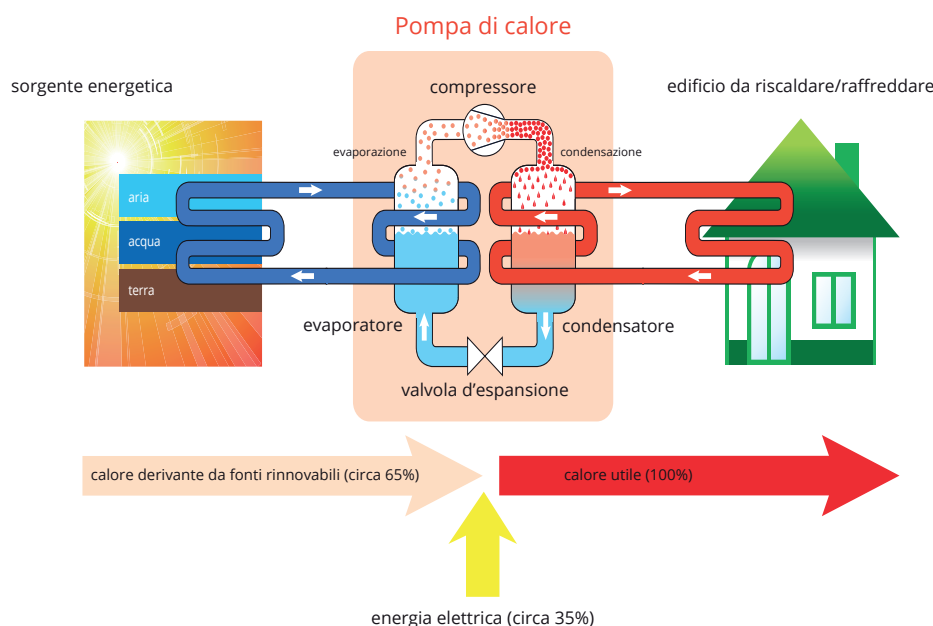 Pompa di calore
sorgente energetica
compressore
edificio da riscaldare/raffreddare
evaporazione
condensazione
aria
acqua
terra
evaporatore
condensatore
valvola d’espansione
calore derivante da fonti rinnovabili (circa 65%)
calore utile (100%)
energia elettrica (circa 35%)